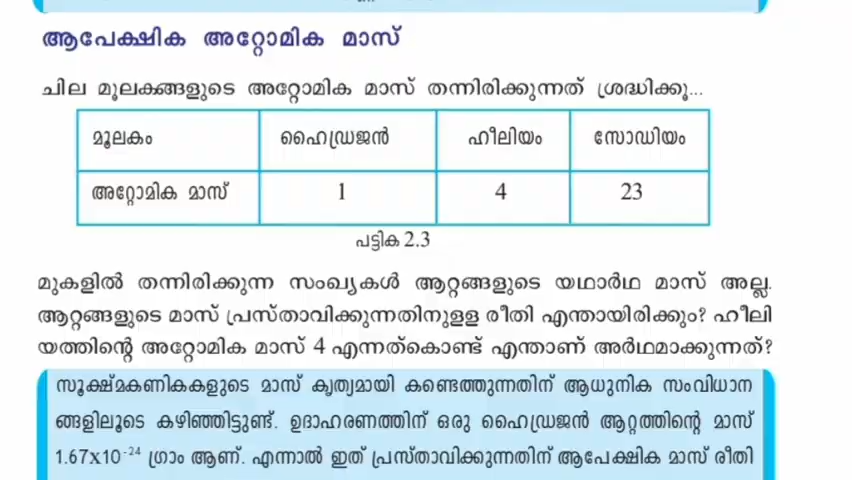 ആപേക്ഷിക അറ്റോമിക മാസ്
ചില മൂലകങ്ങളുടെ അറ്റോമിക മാസ് തന്നിരിക്കുന്നത് ശ്രദ്ധിക്കൂ...
മൂലകം ഹൈഡ്രജൻ ഹീലിയം സോഡിയം
അറ്റോമിക മാസ് 1 4 23
പട്ടിക 2.3
മുകളിൽ തന്നിരിക്കുന്ന സംഖ്യകൾ ആറ്റങ്ങളുടെ യഥാർഥ മാസ് അല്ല.
ആറ്റങ്ങളുടെ മാസ് പ്രസ്താവിക്കുന്നതിനുളള രീതി എന്തായിരിക്കും? ഹീലി
യത്തിന്റെ അറ്റോമിക മാസ് 4 എന്നത്കൊണ്ട് എന്താണ് അർഥമാക്കുന്നത്?
സൂക്ഷ്മകണികകളുടെ മാസ് കൃത്യമായി കണ്ടെത്തുന്നതിന് ആധുനിക സംവിധാന
ങ്ങളിലൂടെ കഴിഞ്ഞിട്ടുണ്ട്. ഉദാഹരണത്തിന് ഒരു ഹൈഡ്രജൻ ആറ്റത്തിന്റെ മാസ്
1.67x10⁻²⁴ ഗ്രാം ആണ്. എന്നാൽ ഇത് പ്രസ്താവിക്കുന്നതിന് ആപേക്ഷിക മാസ് രീതി